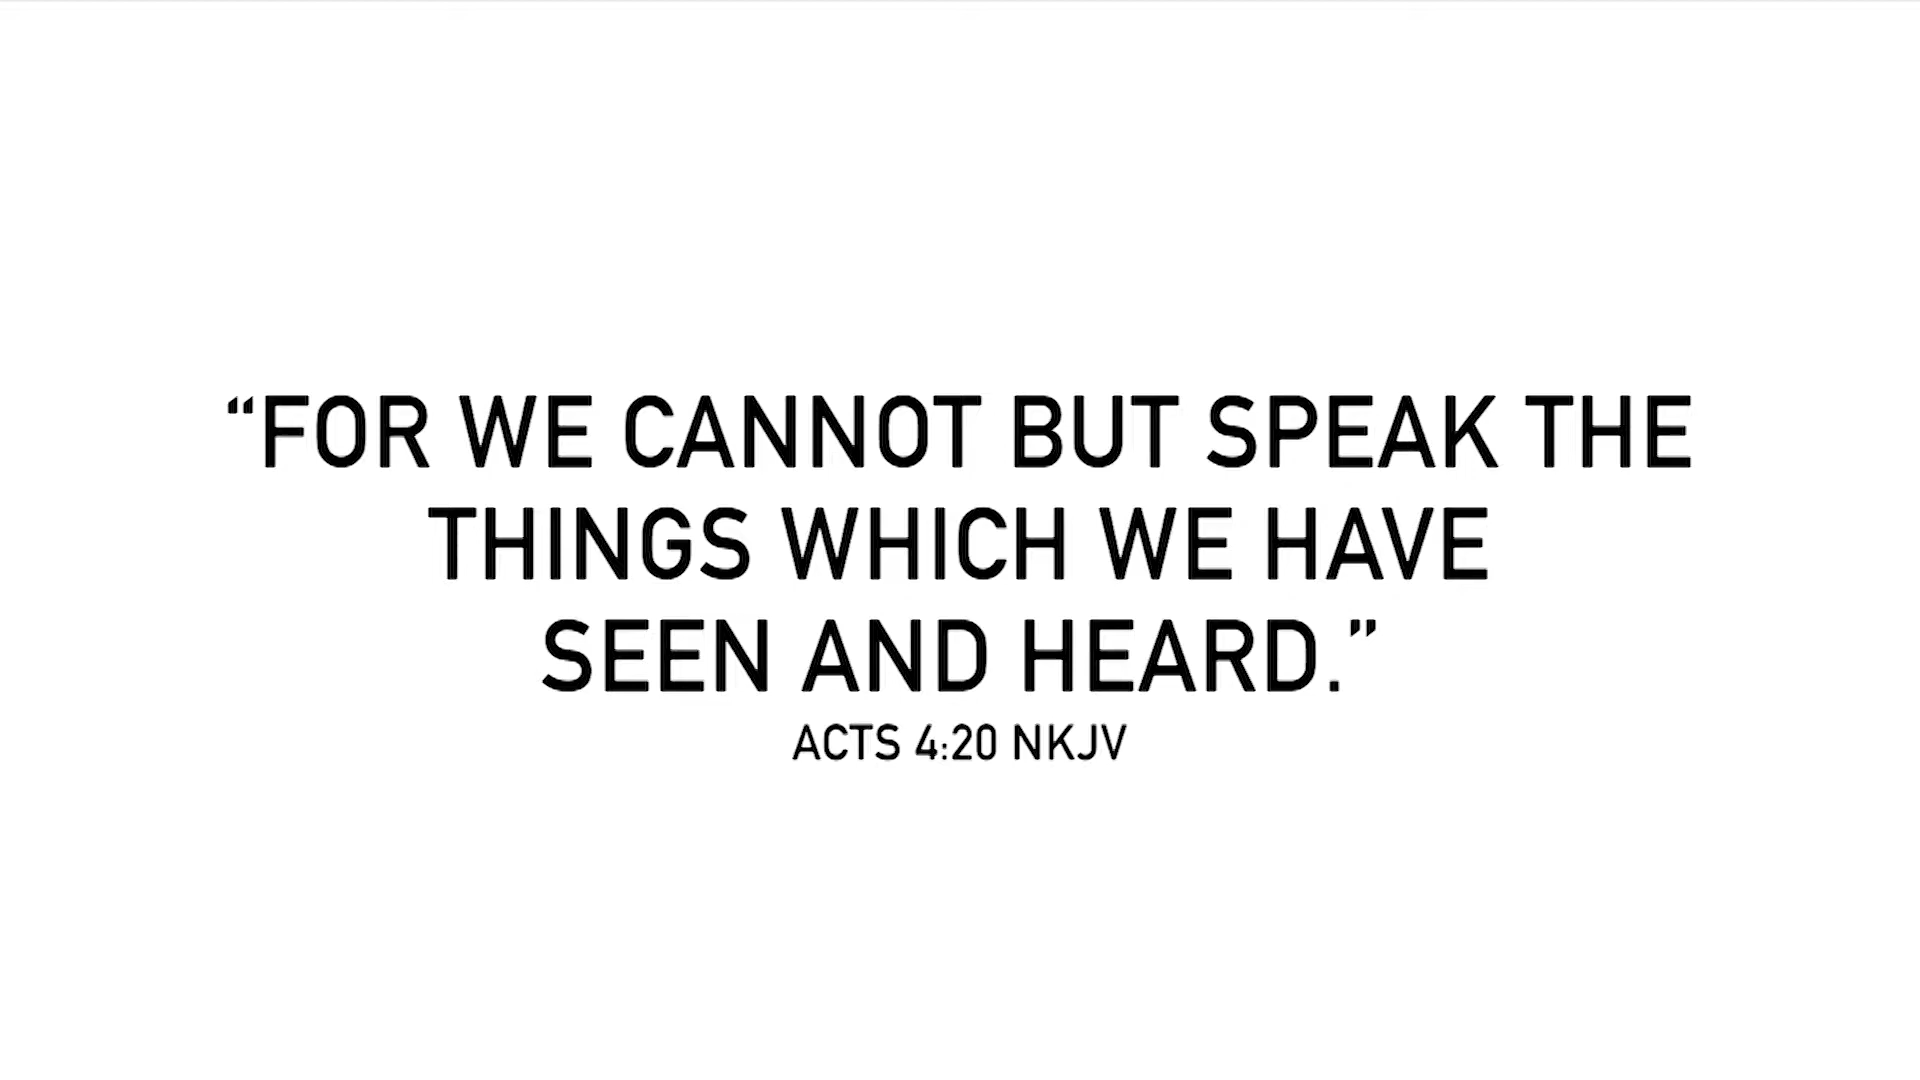 “FOR WE CANNOT BUT SPEAK THE
THINGS WHICH WE HAVE
SEEN AND HEARD.”
ACTS 4:20 NKJV